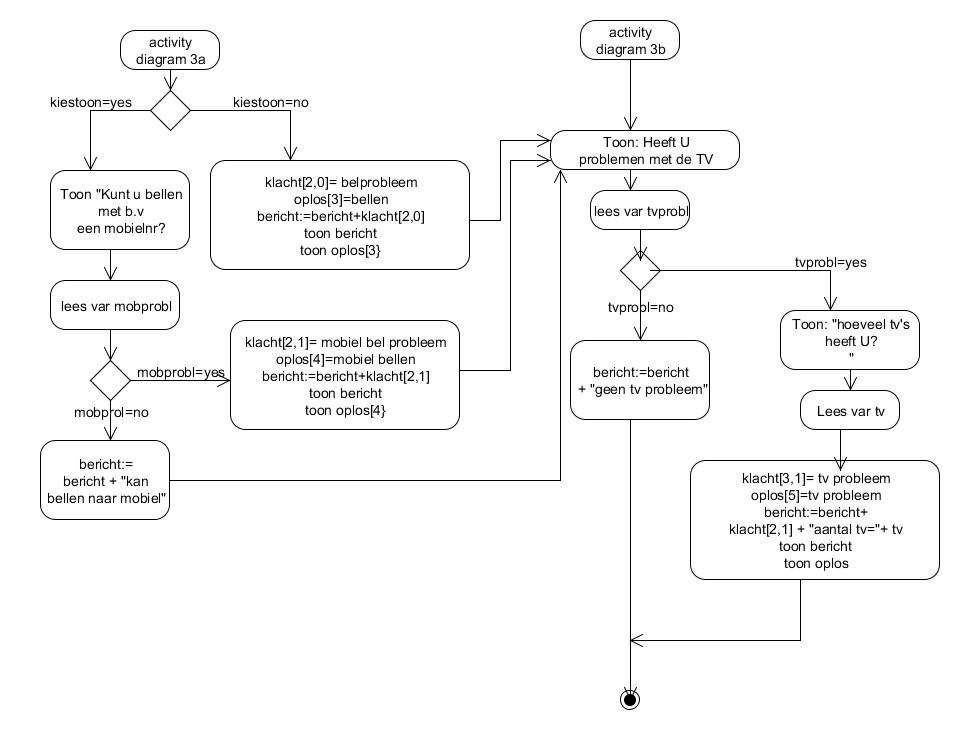 activity
diagram 3a
kiestoon=yes
kiestoon=no
Toon "Kunt u bellen
met b.v
een mobielnr?
klacht[2,0]= belprobleem
oplos[3]=bellen
bericht:=bericht+klacht[2,0]
toon bericht
toon oplos[3}
lees var mobprobl
mobprobl=yes
mobprol=no
klacht[2,1]= mobiel bel probleem
oplos[4]=mobiel bellen
bericht:=bericht+klacht[2,1]
toon bericht
toon oplos[4}
bericht:=
bericht + "kan
bellen naar mobiel"
activity
diagram 3b
Toon: Heeft U
problemen met de TV
lees var tvprobl
tvprobl=yes
tvprobl=no
bericht:=bericht
+ "geen tv probleem"
Toon: "hoeveel tv's
heeft U?
"
Lees var tv
klacht[3,1]= tv probleem
oplos[5]=tv probleem
bericht:=bericht+
klacht[2,1] + "aantal tv="+ tv
toon bericht
toon oplos